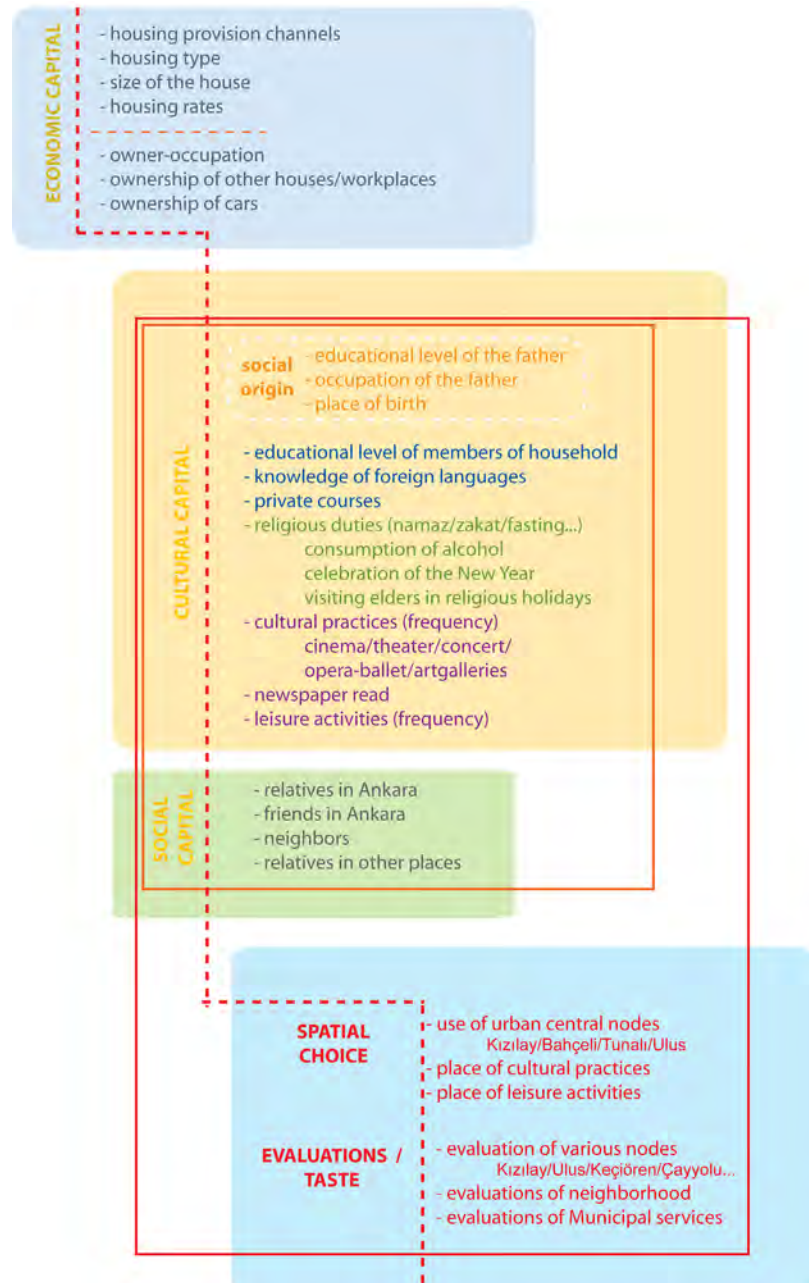 ECONOMIC CAPITAL
- housing provision channels
- housing type
- size of the house
- housing rates
- owner-occupation
- ownership of other houses/workplaces
- ownership of cars
CULTURAL CAPITAL
social
origin
- educational level of the father
- occupation of the father
- place of birth
- educational level of members of household
- knowledge of foreign languages
- private courses
- religious duties (namaz/zakat/fasting...)
consumption of alcohol
celebration of the New Year
visiting elders in religious holidays
- cultural practices (frequency)
cinema/theater/concert/
opera-ballet/artgalleries
- newspaper read
- leisure activities (frequency)
SOCIAL
CAPITAL
- relatives in Ankara
- friends in Ankara
- neighbors
- relatives in other places
SPATIAL
CHOICE
- use of urban central nodes
Kızılay/Bahçeli/Tunalı/Ulus
- place of cultural practices
- place of leisure activities
EVALUATIONS /
TASTE
- evaluation of various nodes
Kızılay/Ulus/Keçiören/Çayyolu...
- evaluations of neighborhood
- evaluations of Municipal services